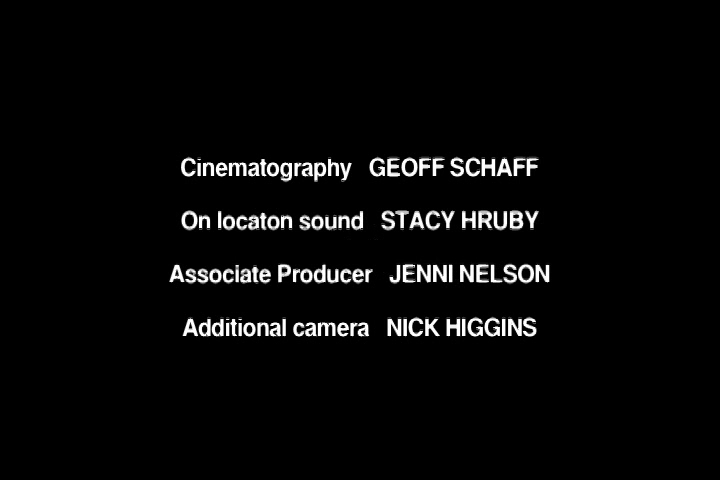 Cinematography GEOFF SCHAFF
On locaton sound STACY HRUBY
Associate Producer JENNI NELSON
Additional camera NICK HIGGINS